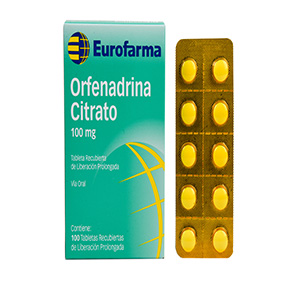 Eurofarma
Orfenadrina
Citrato
100 mg
Tableta Recubierta
de Liberación Prolongada
Vía Oral
Contiene:
100 Tabletas Recubiertas
de Liberación Prolongada